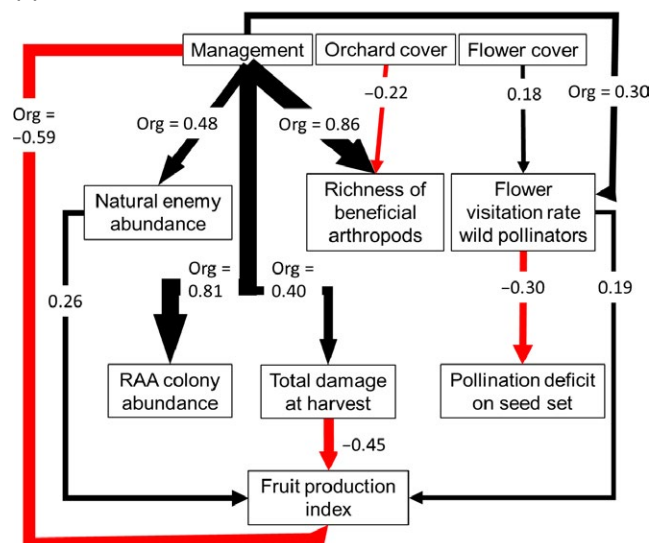 Management
Orchard cover
Flower cover
Org =
−0.59
Org = 0.48
Org = 0.86
−0.22
0.18
Org = 0.30
Natural enemy
abundance
Richness of
beneficial
arthropods
Flower
visitation rate
wild pollinators
0.26
Org =
0.81
Org =
0.40
−0.30
0.19
RAA colony
abundance
Total damage
at harvest
Pollination deficit
on seed set
−0.45
Fruit production
index